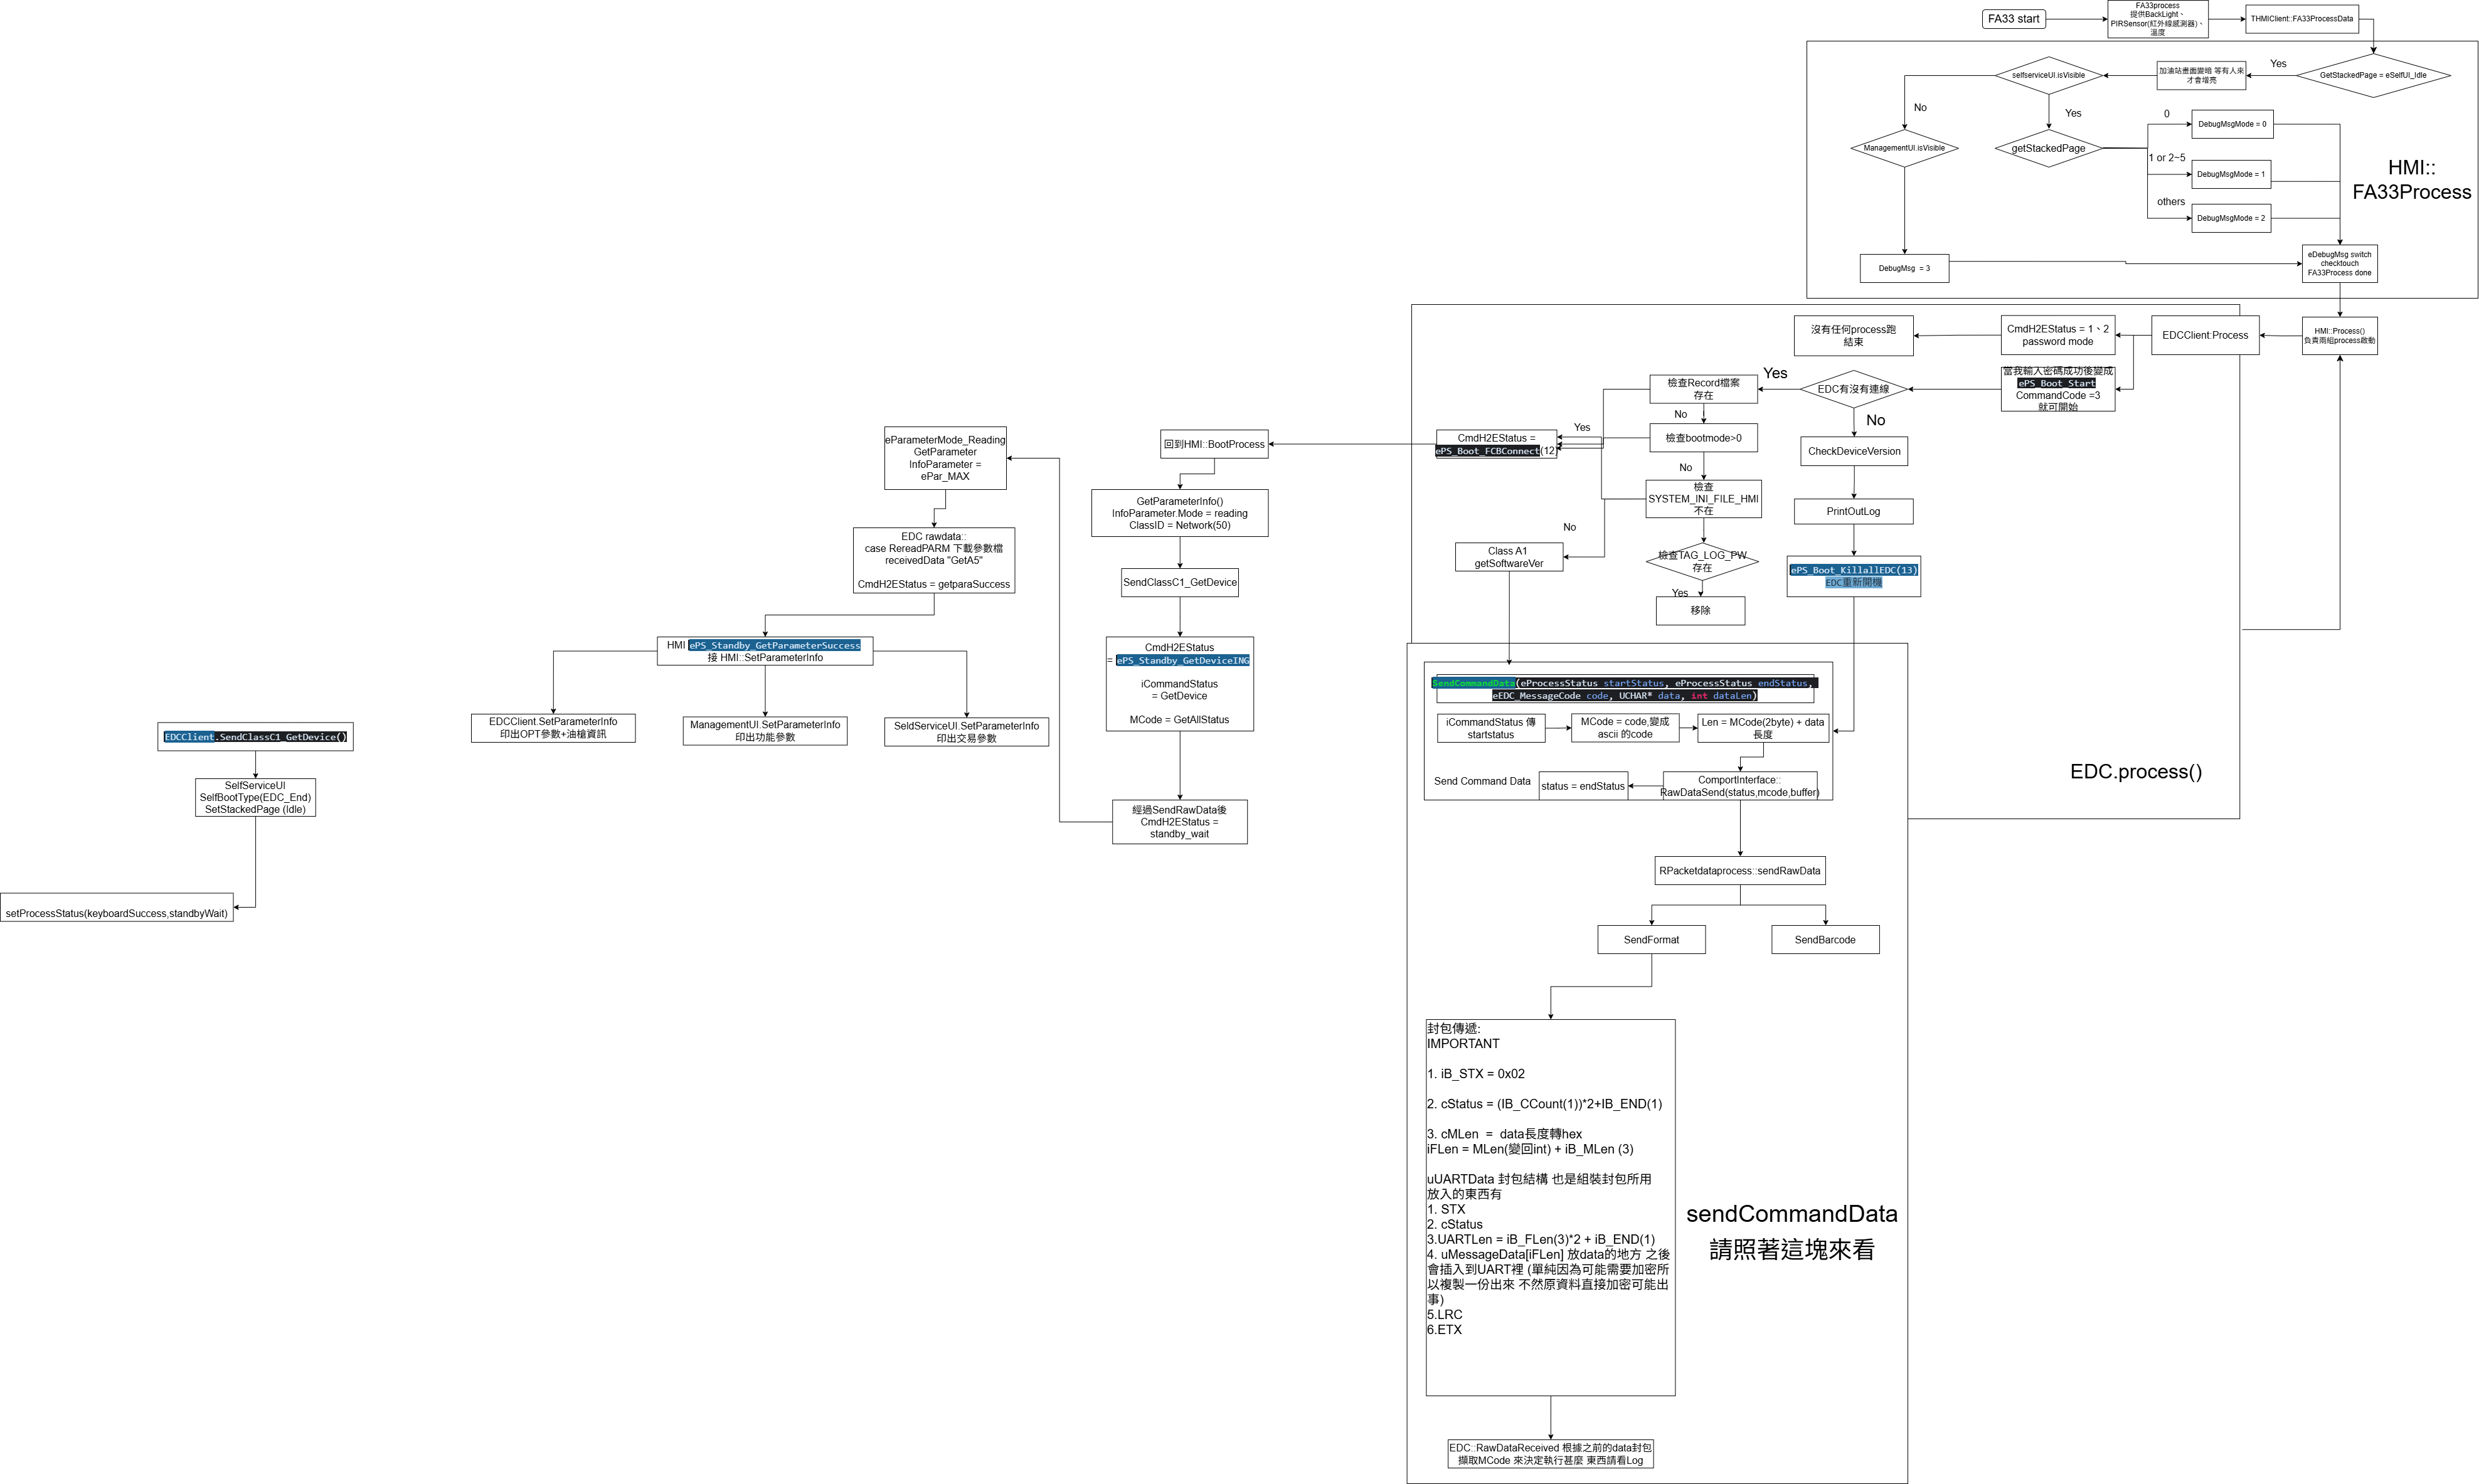 FA33 start
FA33process
提供BackLight、
PIRSensor(紅外線感測器)、
溫度
THMIClient::FA33ProcessData
GetStackedPage = eSelfUI_Idle
Yes
加油站畫面變暗 等有人來
才會增亮
selfserviceUI.isVisible
No
Yes
ManagementUI.isVisible
getStackedPage
0
DebugMsgMode = 0
1 or 2~5
DebugMsgMode = 1
others
DebugMsgMode = 2
HMI::
FA33Process
DebugMsg  = 3
eDebugMsg switch
checktouch
FA33Process done
HMI::Process()
負責兩組process啟動
EDCClient:Process
CmdH2EStatus = 1、2
password mode
沒有任何process跑
結束
當我輸入密碼成功後變成
ePS_Boot_Start
CommandCode =3
就可開始
EDC有沒有連線
Yes
No
檢查Record檔案
存在
No
檢查bootmode>0
No
檢查
SYSTEM_INI_FILE_HMI
不在
檢查TAG_LOG_PW
存在
Yes
移除
CheckDeviceVersion
PrintOutLog
ePS_Boot_KillallEDC(13)
EDC重新開機
Yes
CmdH2EStatus =
ePS_Boot_FCBConnect(12)
No
Class A1
getSoftwareVer
EDC.process()
SendCommandData(eProcessStatus startStatus, eProcessStatus endStatus,
eEDC_MessageCode code, UCHAR* data, int dataLen)
iCommandStatus 傳
startstatus
MCode = code,變成
ascii 的code
Len = MCode(2byte) + data
長度
Send Command Data
status = endStatus
ComportInterface::
RawDataSend(status,mcode,buffer)
RPacketdataprocess::sendRawData
SendFormat
SendBarcode
封包傳遞:
IMPORTANT
1. iB_STX = 0x02
2. cStatus = (IB_CCount(1))*2+IB_END(1)
3. cMLen  =  data長度轉hex
iFLen = MLen(變回int) + iB_MLen (3)
uUARTData 封包結構 也是組裝封包所用
放入的東西有
1. STX
2. cStatus
3.UARTLen = iB_FLen(3)*2 + iB_END(1)
4. uMessageData[iFLen] 放data的地方 之後
會插入到UART裡 (單純因為可能需要加密所
以複製一份出來 不然原資料直接加密可能出
事)
5.LRC
6.ETX
sendCommandData
請照著這塊來看
EDC::RawDataReceived 根據之前的data封包
擷取MCode 來決定執行甚麼 東西請看Log
回到HMI::BootProcess
GetParameterInfo()
InfoParameter.Mode = reading
ClassID = Network(50)
SendClassC1_GetDevice
CmdH2EStatus
= ePS_Standby_GetDeviceING
iCommandStatus
= GetDevice
MCode = GetAllStatus
經過SendRawData後
CmdH2EStatus =
standby_wait
eParameterMode_Reading
GetParameter
InfoParameter =
ePar_MAX
EDC rawdata::
case RereadPARM 下載參數檔
receivedData "GetA5"
CmdH2EStatus = getparaSuccess
HMI ePS_Standby_GetParameterSuccess
接 HMI::SetParameterInfo
EDCClient.SetParameterInfo
印出OPT參數+油槍資訊
ManagementUI.SetParameterInfo
印出功能參數
SeldServiceUI.SetParameterInfo
印出交易參數
EDCClient.SendClassC1_GetDevice()
SelfServiceUI
SelfBootType(EDC_End)
SetStackedPage (Idle)
setProcessStatus(keyboardSuccess,standbyWait)